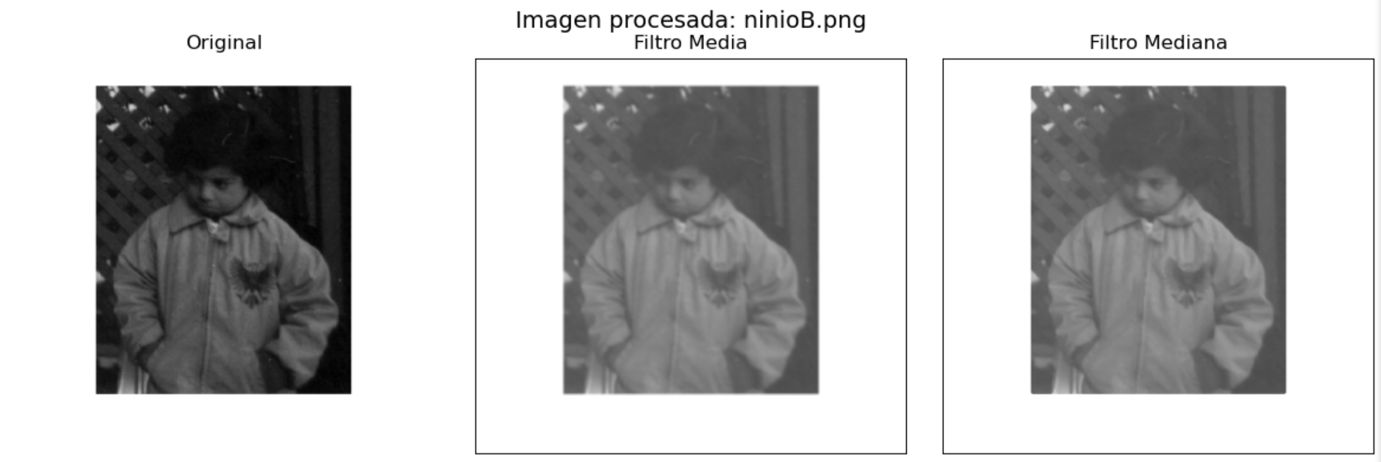 Imagen procesada: ninioB.png
Original
Filtro Media
Filtro Mediana